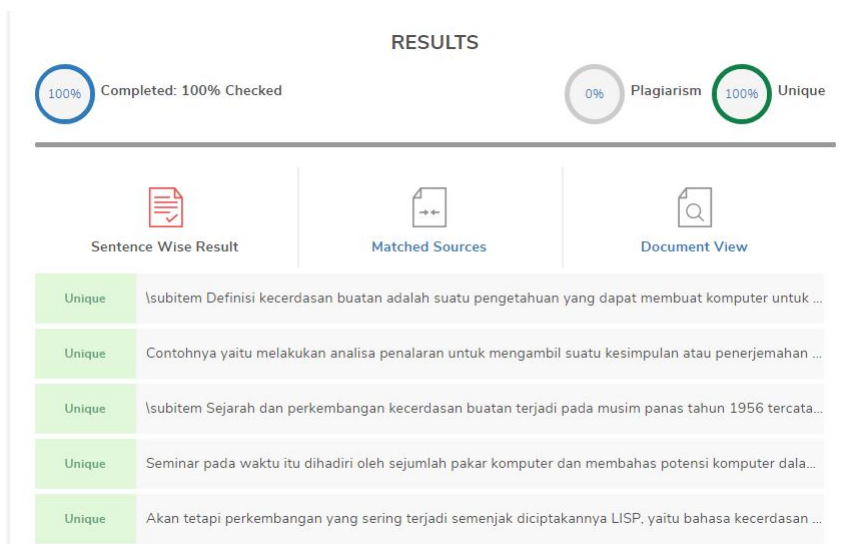 RESULTS
100% Completed: 100% Checked 0% Plagiarism 100% Unique
Sentence Wise Result Matched Sources Document View
Unique \subitem Definisi kecerdasan buatan adalah suatu pengetahuan yang dapat membuat komputer untuk ...
Unique Contohnya yaitu melakukan analisa penalaran untuk mengambil suatu kesimpulan atau penerjemahan ...
Unique \subitem Sejarah dan perkembangan kecerdasan buatan terjadi pada musim panas tahun 1956 tercata...
Unique Seminar pada waktu itu dihadiri oleh sejumlah pakar komputer dan membahas potensi komputer dala...
Unique Akan tetapi perkembangan yang sering terjadi semenjak diciptakannya LISP, yaitu bahasa kecerdasan ...